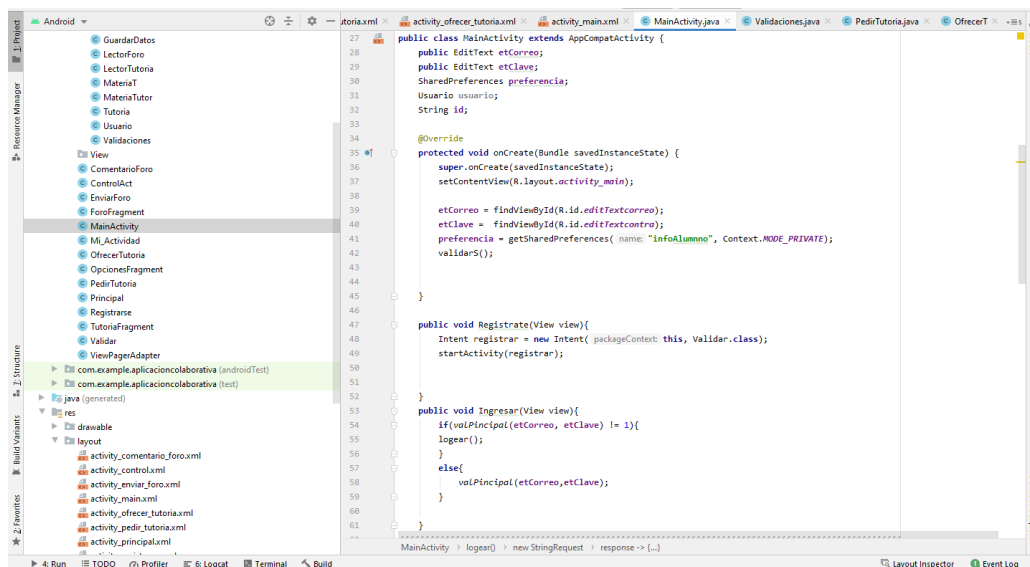 Android
utoria.xml
activity_ofrecer_tutoria.xml
activity_main.xml
MainActivity.java
Validaciones.java
PedirTutoria.java
OfrecerT
1: Project
Resource Manager
Z: Structure
Build Variants
2: Favorites
GuardarDatos
LectorForo
LectorTutoria
MateriaT
MateriaTutor
Tutoria
Usuario
Validaciones
View
ComentarioForo
ControlAct
EnviarForo
ForoFragment
MainActivity
Mi_Actividad
OfrecerTutoria
OpcionesFragment
PedirTutoria
Principal
Registrarse
TutoriaFragment
Validar
ViewPagerAdapter
com.example.aplicacioncolaborativa (androidTest)
com.example.aplicacioncolaborativa (test)
java (generated)
res
drawable
layout
activity_comentario_foro.xml
activity_control.xml
activity_enviar_foro.xml
activity_main.xml
activity_ofrecer_tutoria.xml
activity_pedir_tutoria.xml
activity_principal.xml
27 public class MainActivity extends AppCompatActivity {
28 public EditText etCorreo;
29 public EditText etClave;
30 SharedPreferences preferencia;
31 Usuario usuario;
32 String id;
33
34 @Override
35 protected void onCreate(Bundle savedInstanceState) {
36 super.onCreate(savedInstanceState);
37 setContentView(R.layout.activity_main);
38
39 etCorreo = findViewById(R.id.editTextcorreo);
40 etClave = findViewById(R.id.editTextcontra);
41 preferencia = getSharedPreferences( name: "infoAlumnno", Context.MODE_PRIVATE);
42 validarS();
43
44
45 }
46
47 public void Registrate(View view){
48 Intent registrar = new Intent( packageContext: this, Validar.class);
49 startActivity(registrar);
50
51
52 }
53 public void Ingresar(View view){
54 if(valPincipal(etCorreo, etClave) != 1){
55 logear();
56 }
57 else{
58 valPincipal(etCorreo,etClave);
59 }
60
61 }
MainActivity › logear() › new StringRequest › response -> {...}
4: Run
TODO
Profiler
6: Logcat
Terminal
Build
Layout Inspector
1 Event Log